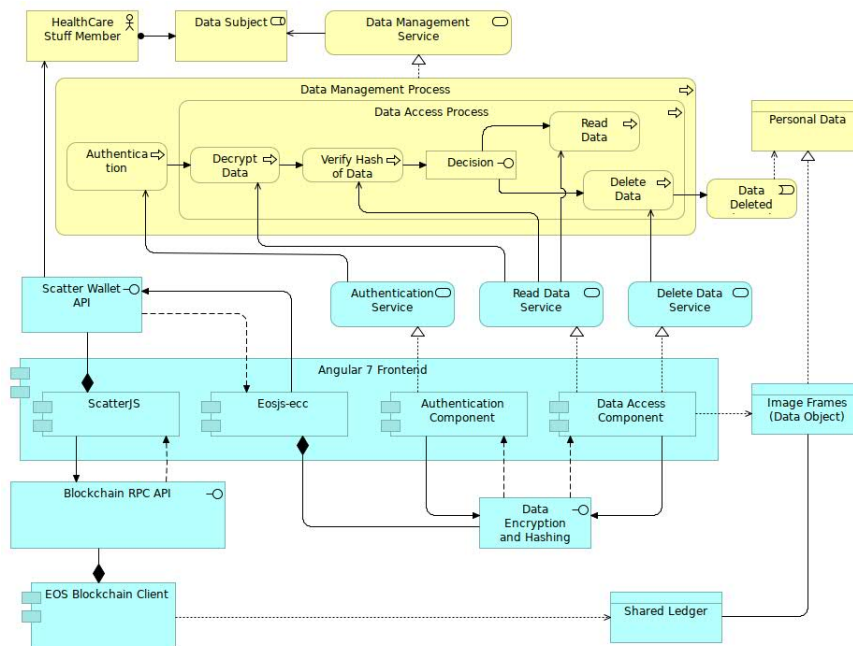 HealthCare
Stuff Member
Data Subject
Data Management
Service
Data Management Process
Data Access Process
Personal Data
Authentica
tion
Decrypt
Data
Verify Hash
of Data
Decision
Read
Data
Delete
Data
Data
Deleted
Scatter Wallet
API
Authentication
Service
Read Data
Service
Delete Data
Service
Angular 7 Frontend
ScatterJS
Eosjs-ecc
Authentication
Component
Data Access
Component
Image Frames
(Data Object)
Blockchain RPC API
Data
Encryption
and Hashing
EOS Blockchain Client
Shared Ledger